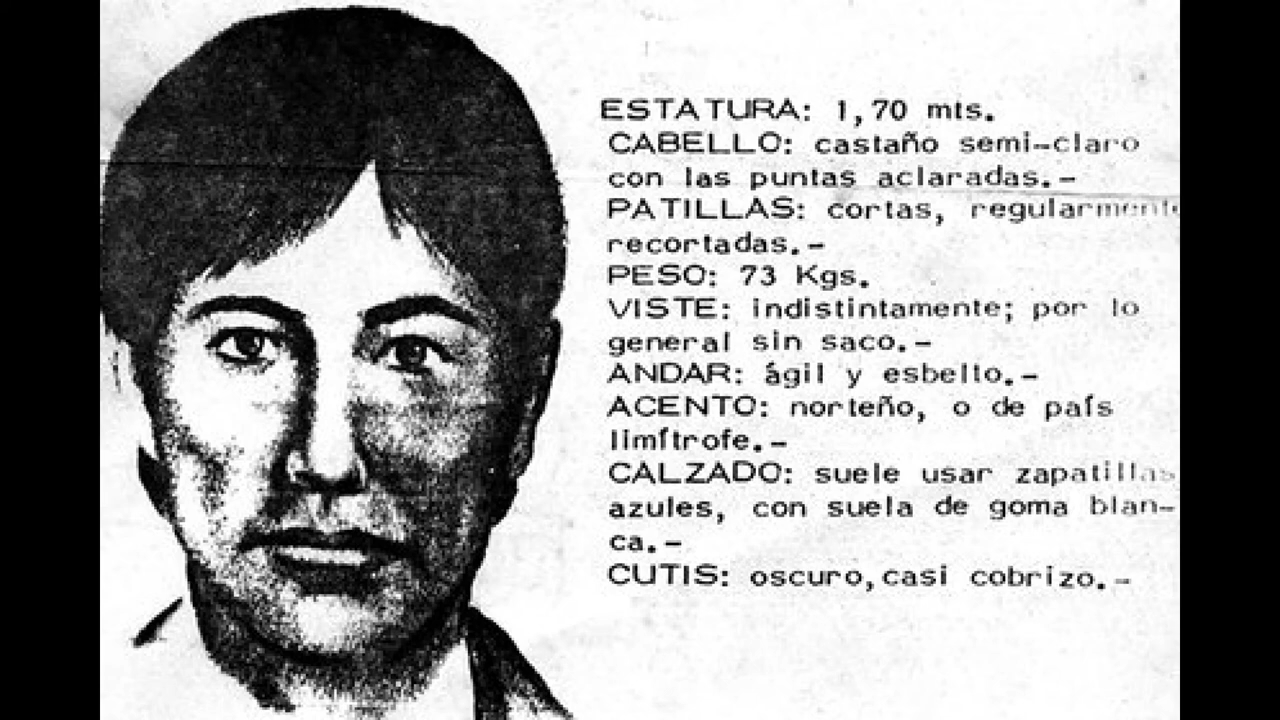 ESTATURA: 1,70 mts.
CABELLO: castaño semi-claro
con las puntas aclaradas.-
PATILLAS: cortas, regularmente
recortadas.-
PESO: 73 Kgs.
VISTE: indistintamente; por lo
general sin saco.-
ANDAR: ágil y esbelto.-
ACENTO: norteño, o de país
limítrofe.-
CALZADO: suele usar zapatillas
azules, con suela de goma blan-
ca.-
CUTIS: oscuro, casi cobrizo.-